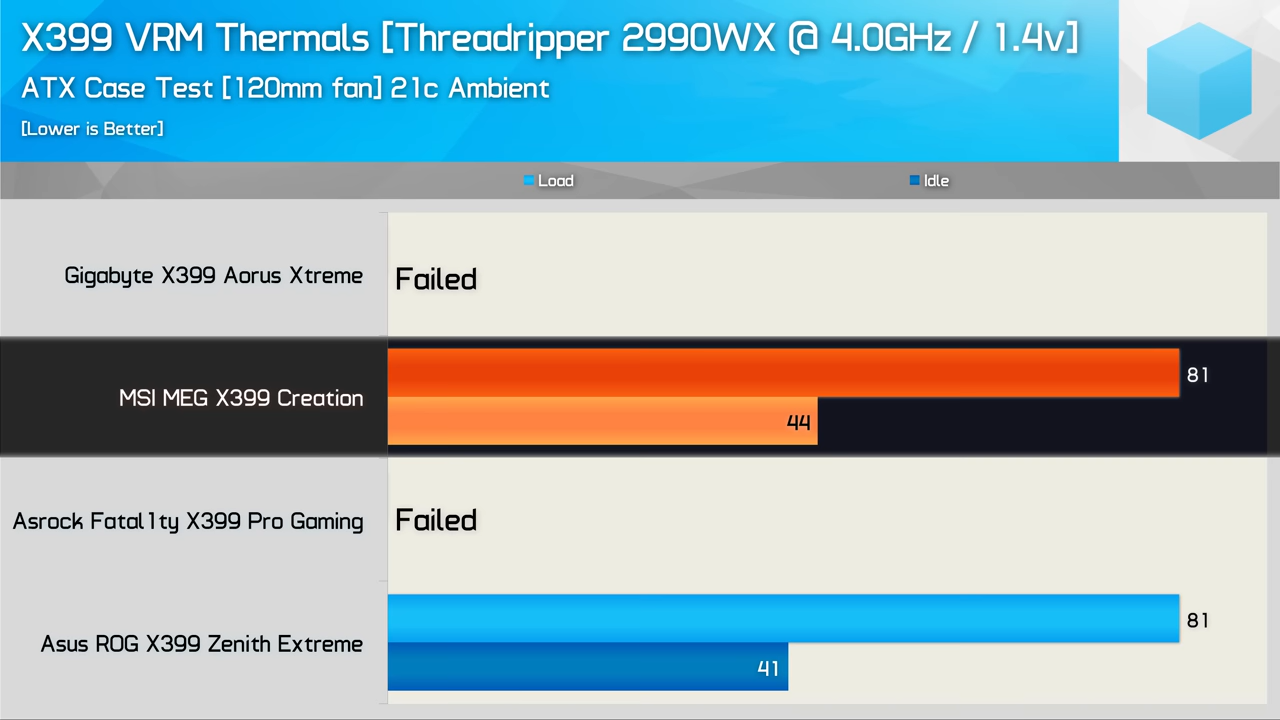 X399 VRM Thermals [Threadripper 2990WX @ 4.0GHz / 1.4v]
ATX Case Test [120mm fan] 21c Ambient
[Lower is Better]
Load
Idle
Gigabyte X399 Aorus Xtreme
Failed
MSI MEG X399 Creation
81
44
Asrock Fatal1ty X399 Pro Gaming
Failed
Asus ROG X399 Zenith Extreme
81
41